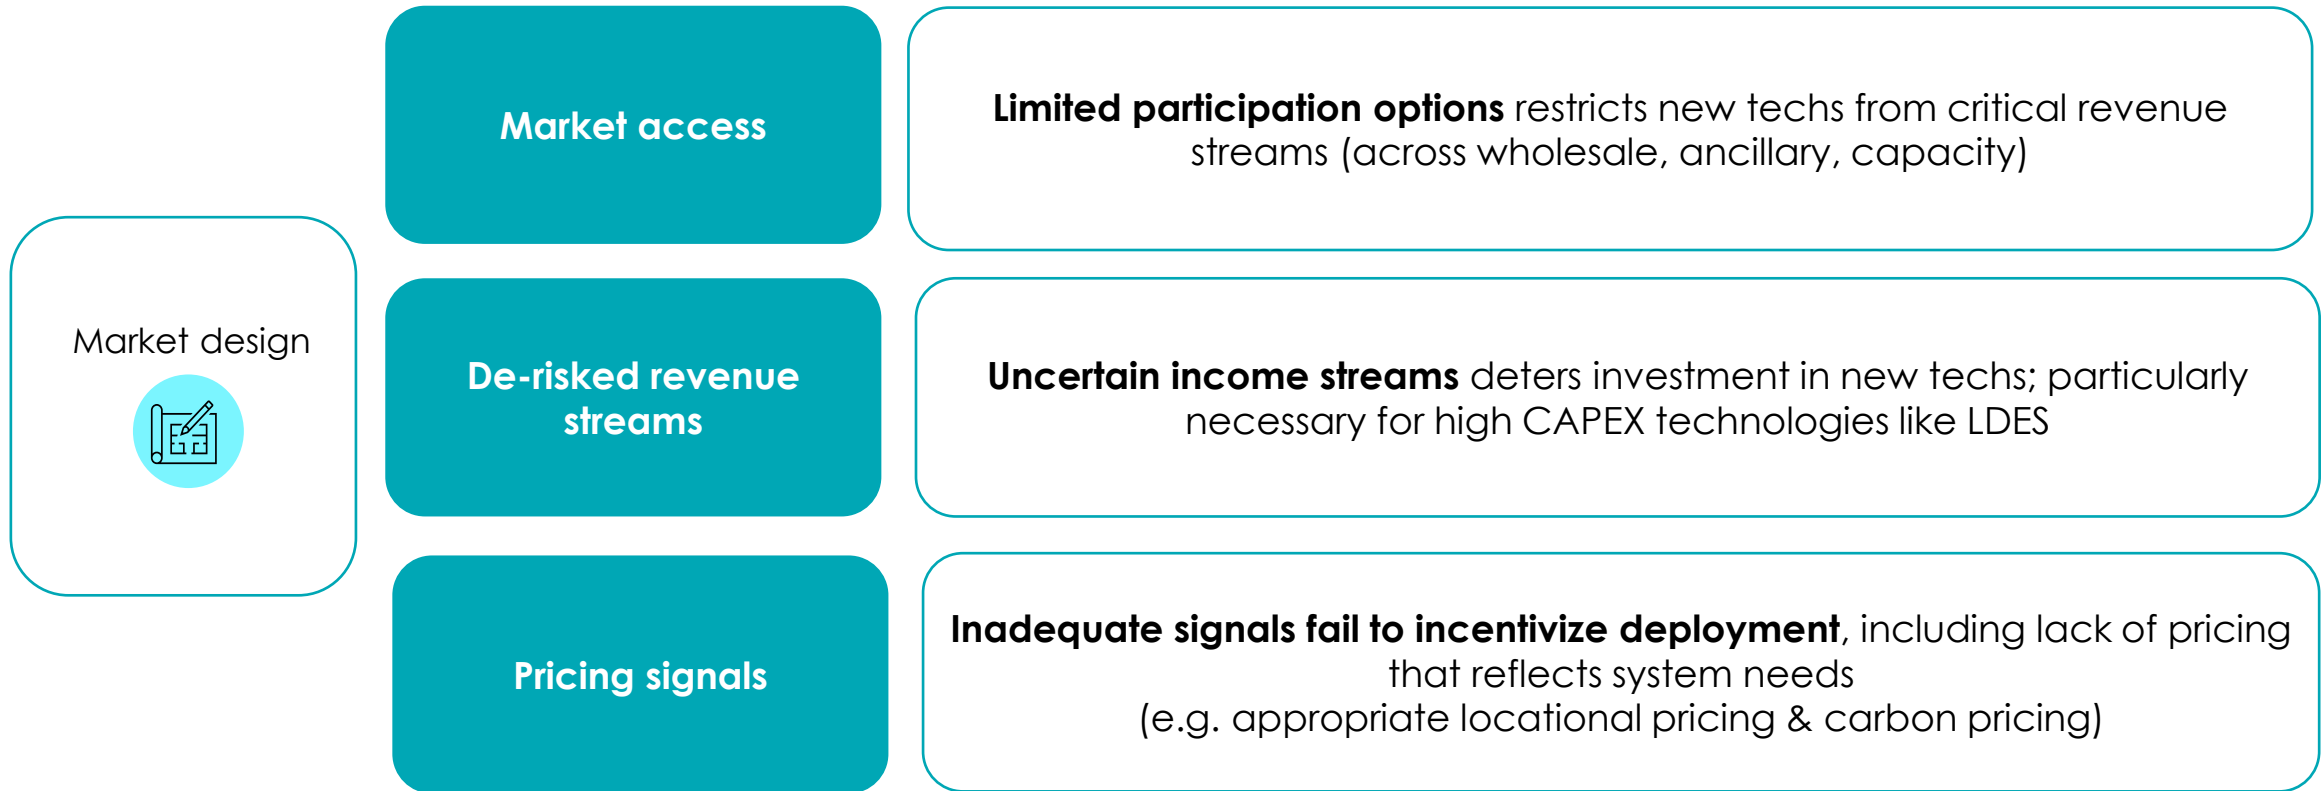 Market design
Market access
Limited participation options restricts new techs from critical revenue
streams (across wholesale, ancillary, capacity)
De-risked revenue
streams
Uncertain income streams deters investment in new techs; particularly
necessary for high CAPEX technologies like LDES
Pricing signals
Inadequate signals fail to incentivize deployment, including lack of pricing
that reflects system needs
(e.g. appropriate locational pricing & carbon pricing)